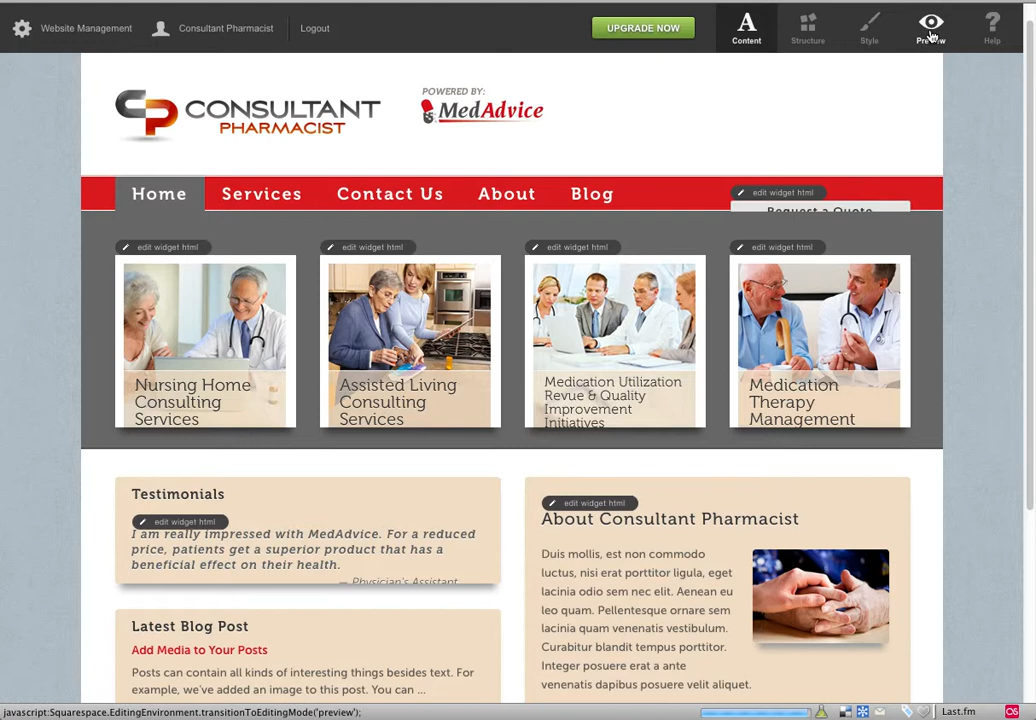 Website Management
Consultant Pharmacist
Logout
UPGRADE NOW
A
Content
Structure
Style
Preview
?
Help
CONSULTANT
PHARMACIST
POWERED BY:
MedAdvice
Home
Services
Contact Us
About
Blog
edit widget html
Request a Quote
edit widget html
edit widget html
edit widget html
edit widget html
Nursing Home
Consulting
Services
Assisted Living
Consulting
Services
Medication Utilization
Revue & Quality
Improvement
Initiatives
Medication
Therapy
Management
Testimonials
edit widget html
I am really impressed with MedAdvice. For a reduced
price, patients get a superior product that has a
beneficial effect on their health.
— Physician's Assistant
Latest Blog Post
Add Media to Your Posts
Posts can contain all kinds of interesting things besides text. For
example, we've added an image to this post. You can ...
edit widget html
About Consultant Pharmacist
Duis mollis, est non commodo
luctus, nisi erat porttitor ligula, eget
lacinia odio sem nec elit. Aenean eu
leo quam. Pellentesque ornare sem
lacinia quam venenatis vestibulum.
Curabitur blandit tempus porttitor.
Integer posuere erat a ante
venenatis dapibus posuere velit aliquet.
javascript:Squarespace.EditingEnvironment.transitionToEditingMode('preview');
Last.fm